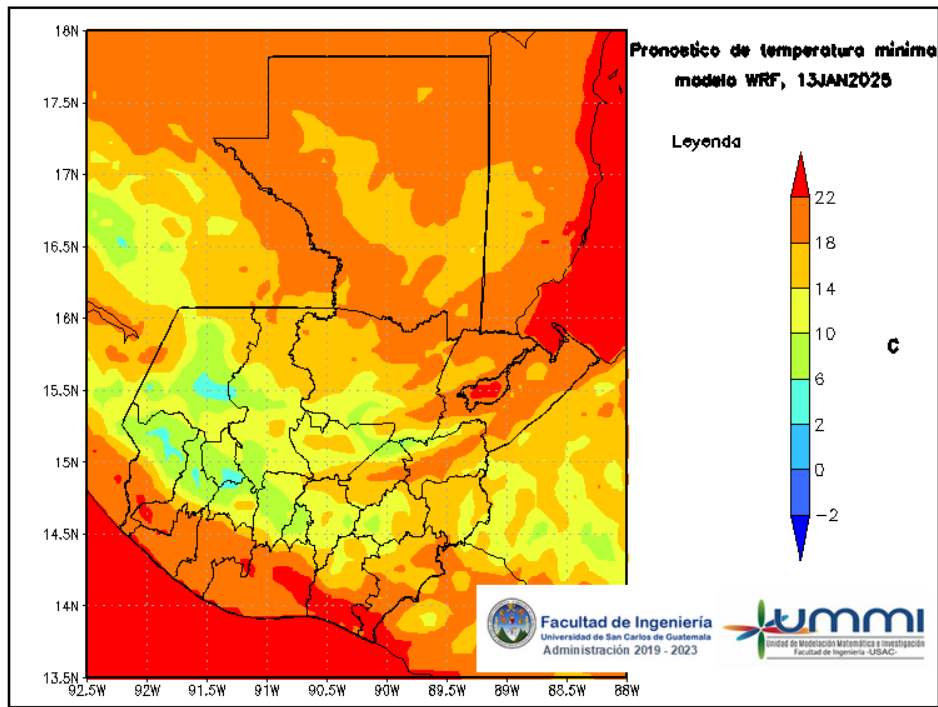 Pronostico de temperatura minima
modelo WRF, 13JAN2025
Leyenda
22
18
14
10
6
2
0
−2
C
18N
17.5N
17N
16.5N
16N
15.5N
15N
14.5N
14N
13.5N
92.5W
92W
91.5W
91W
90.5W
90W
89.5W
89W
88.5W
88W
Facultad de Ingeniería
Universidad de San Carlos de Guatemala
Administración 2019 - 2023
ummi
Unidad de Modelación Matemática e Investigación
Facultad de Ingeniería -USAC-